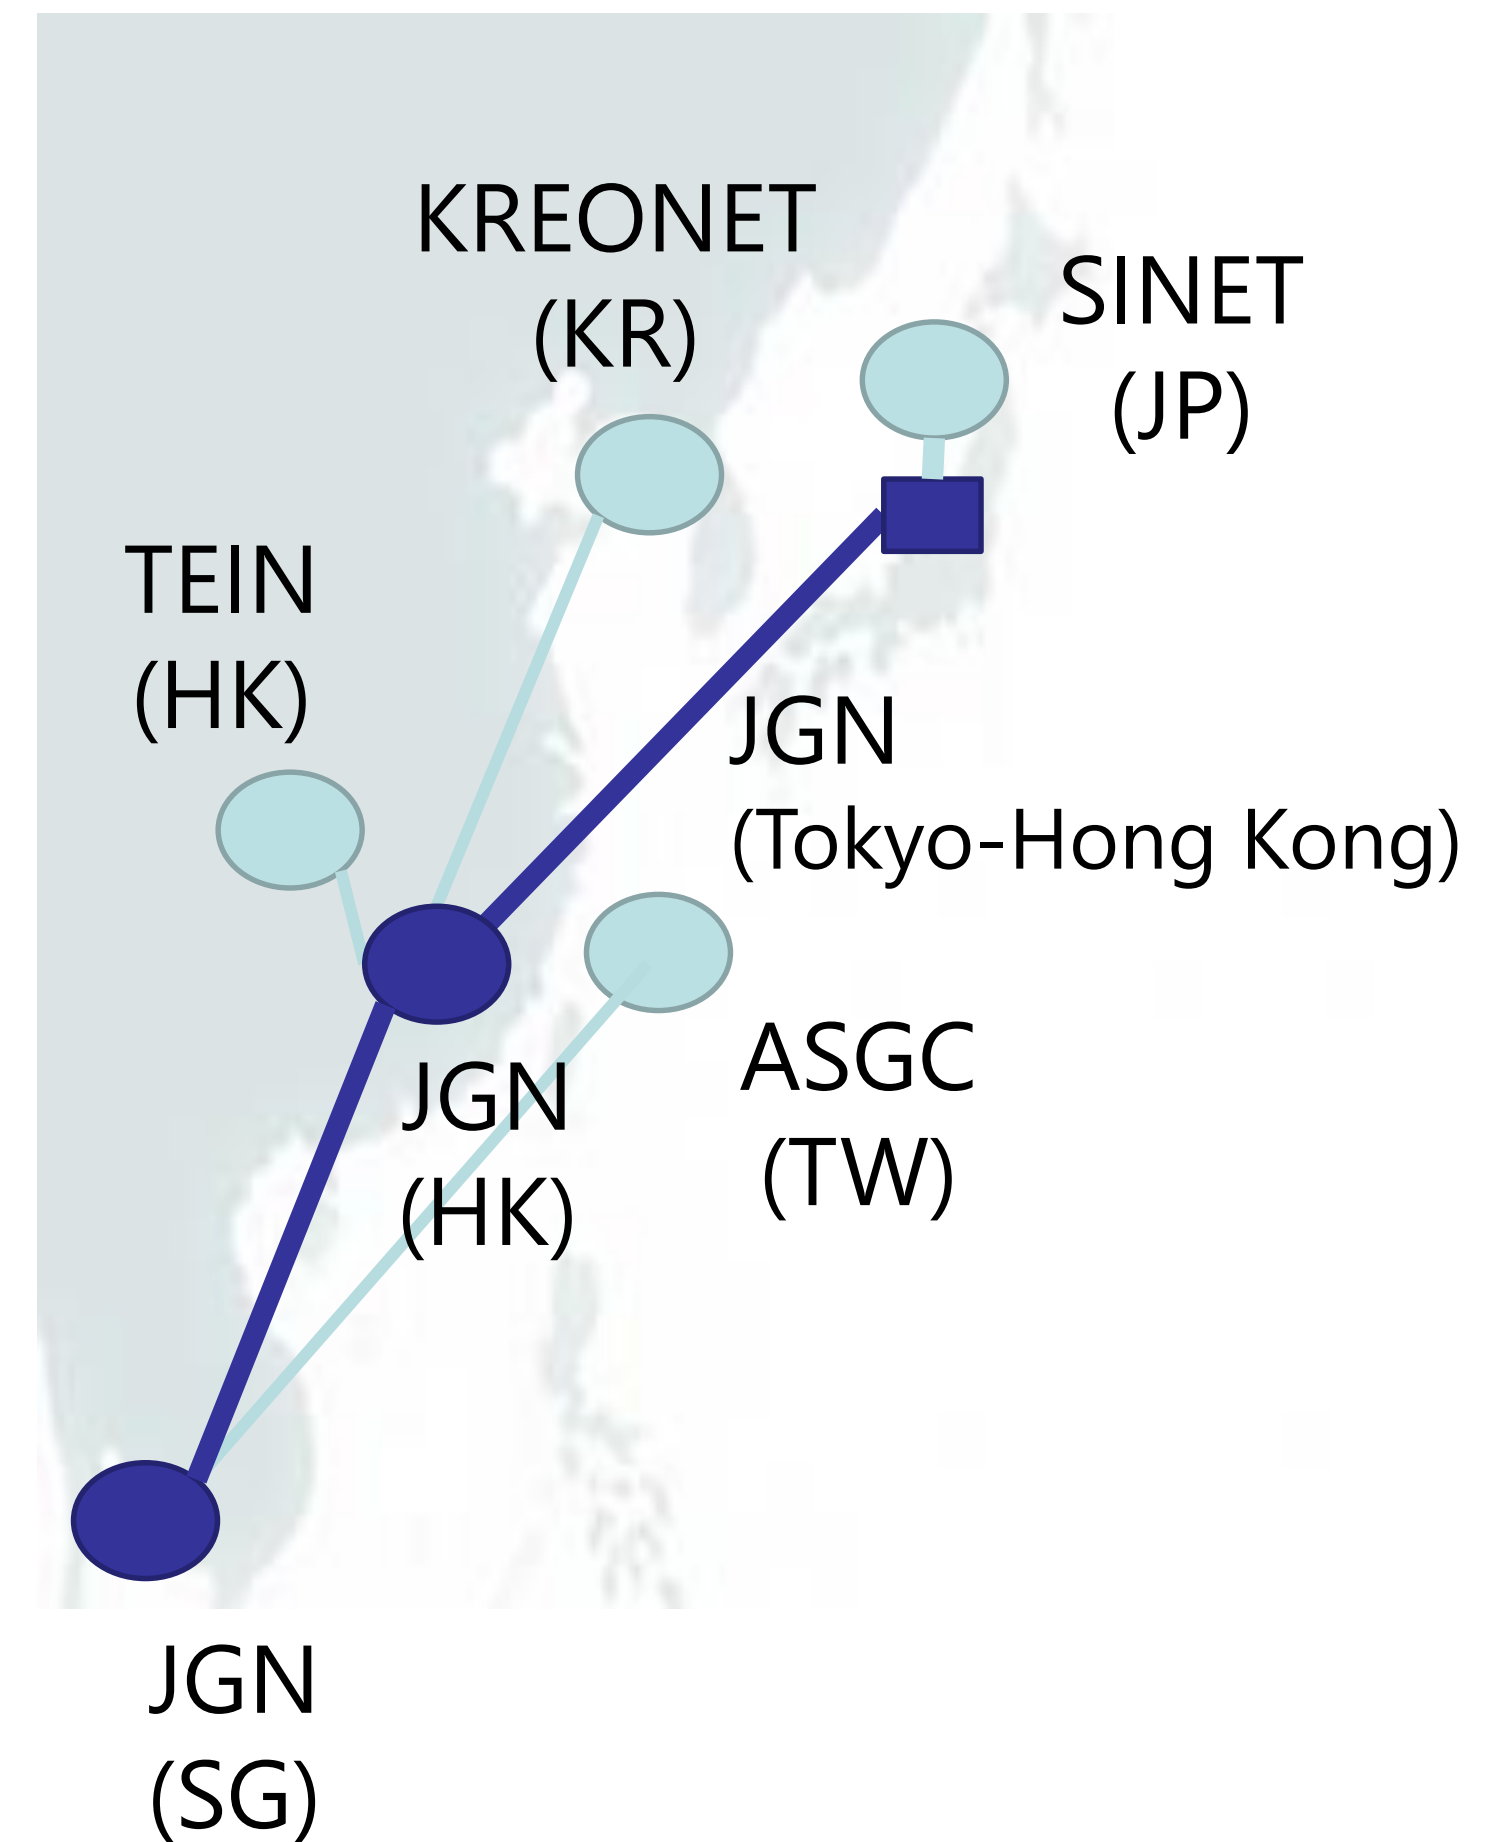 KREONET
(KR)
SINET
(JP)
TEIN
(HK)
JGN
(Tokyo-Hong Kong)
ASGC
(TW)
JGN
(HK)
JGN
(SG)